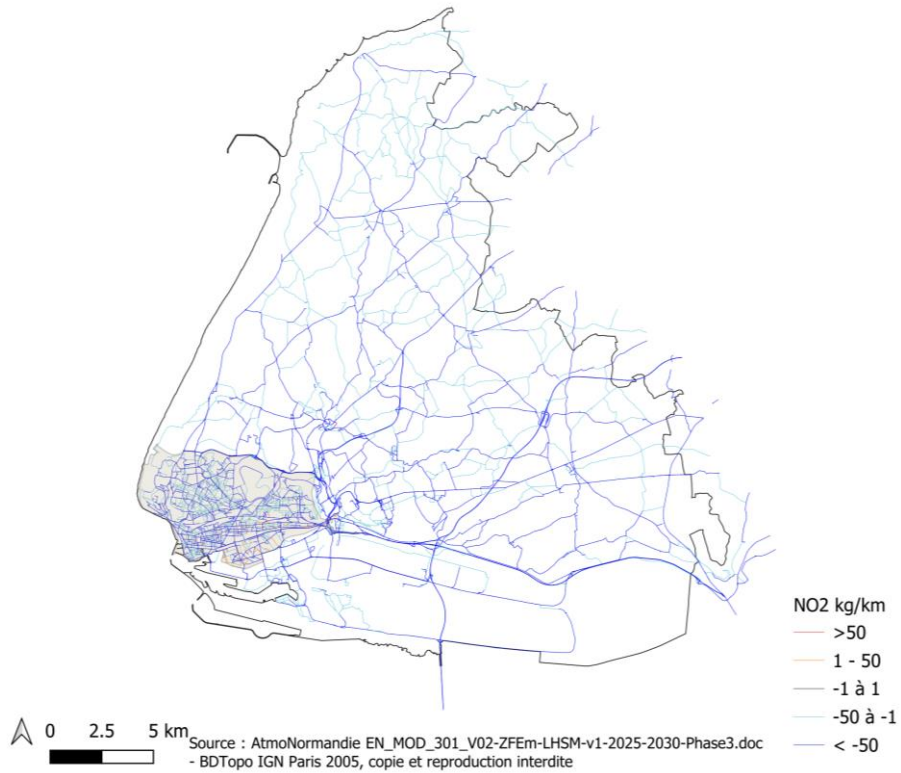 NO2 kg/km
>50
1 - 50
-1 à 1
-50 à -1
< -50
0 2.5 5 km
Source : AtmoNormandie EN_MOD_301_V02-ZFEm-LHSM-v1-2025-2030-Phase3.doc
- BDTopo IGN Paris 2005, copie et reproduction interdite